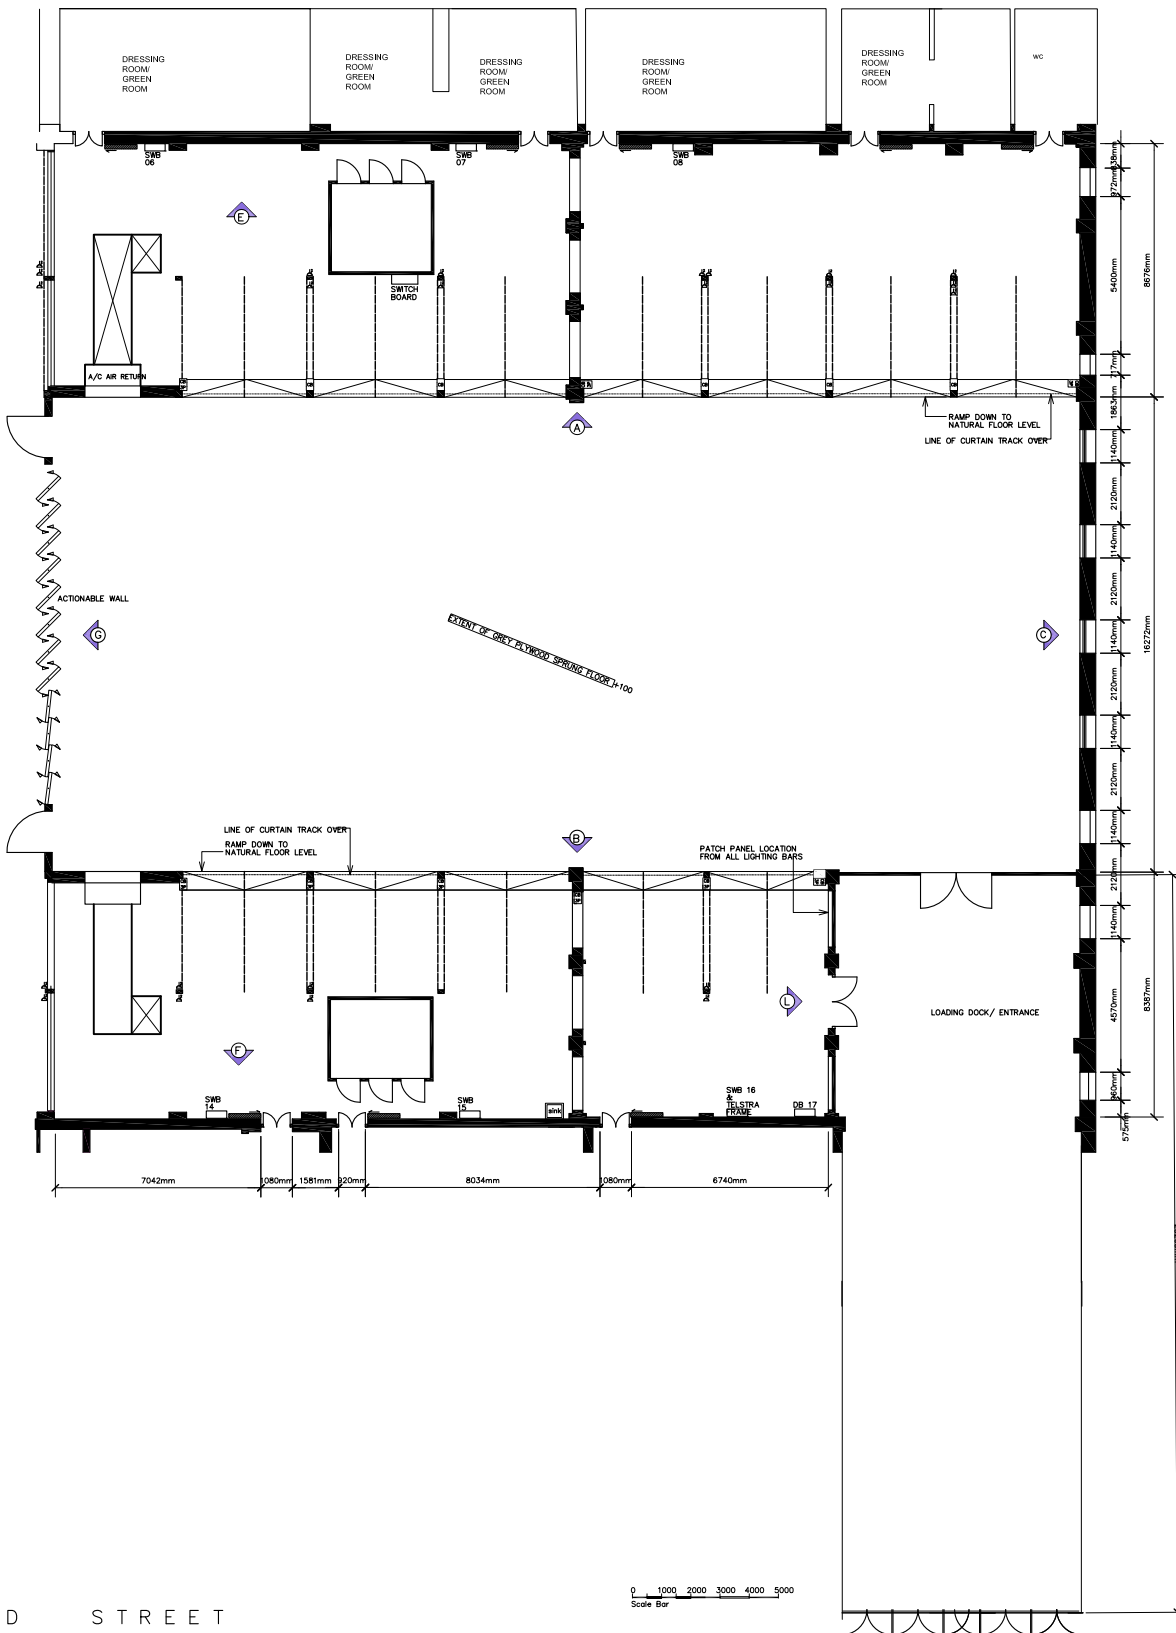 DRESSING
ROOM/
GREEN
ROOM
DRESSING
ROOM/
GREEN
ROOM
DRESSING
ROOM/
GREEN
ROOM
DRESSING
ROOM/
GREEN
ROOM
DRESSING
ROOM/
GREEN
ROOM
WC
SWB
06
SWB
07
SWB
08
972mm
5400mm
8676mm
E
SWITCH
BOARD
A/C AIR RETURN
A
RAMP DOWN TO
NATURAL FLOOR LEVEL
LINE OF CURTAIN TRACK OVER
1863mm
1140mm
2120mm
1140mm
2120mm
1140mm
2120mm
1140mm
2120mm
1140mm
2120mm
1140mm
16272mm
ACTIONABLE WALL
G
C
EXTENT OF GREY PLYWOOD SPRUNG FLOOR +100
LINE OF CURTAIN TRACK OVER
RAMP DOWN TO
NATURAL FLOOR LEVEL
B
PATCH PANEL LOCATION
FROM ALL LIGHTING BARS
L
LOADING DOCK/ ENTRANCE
4570mm
8387mm
960mm
575mm
F
SWB
14
SWB
15
sink
SWB 16
&
TELSTRA
FRAME
DB 17
7042mm
1080mm
1581mm
920mm
8034mm
1080mm
6740mm
0 1000 2000 3000 4000 5000
Scale Bar
D STREET